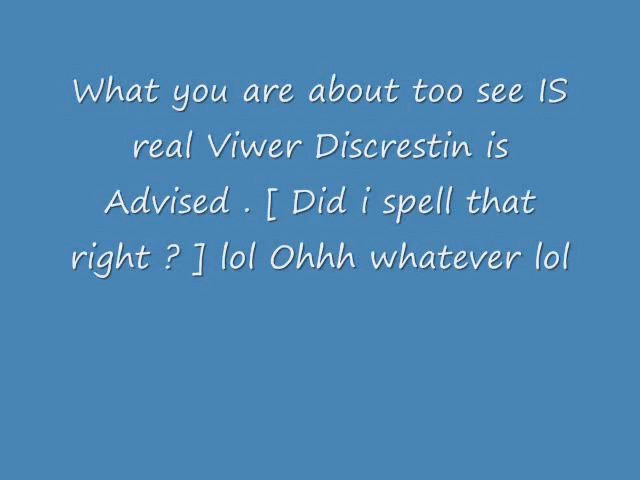 What you are about too see IS
real Viwer Discrestin is
Advised . [ Did i spell that
right ? ] lol Ohhh whatever lol